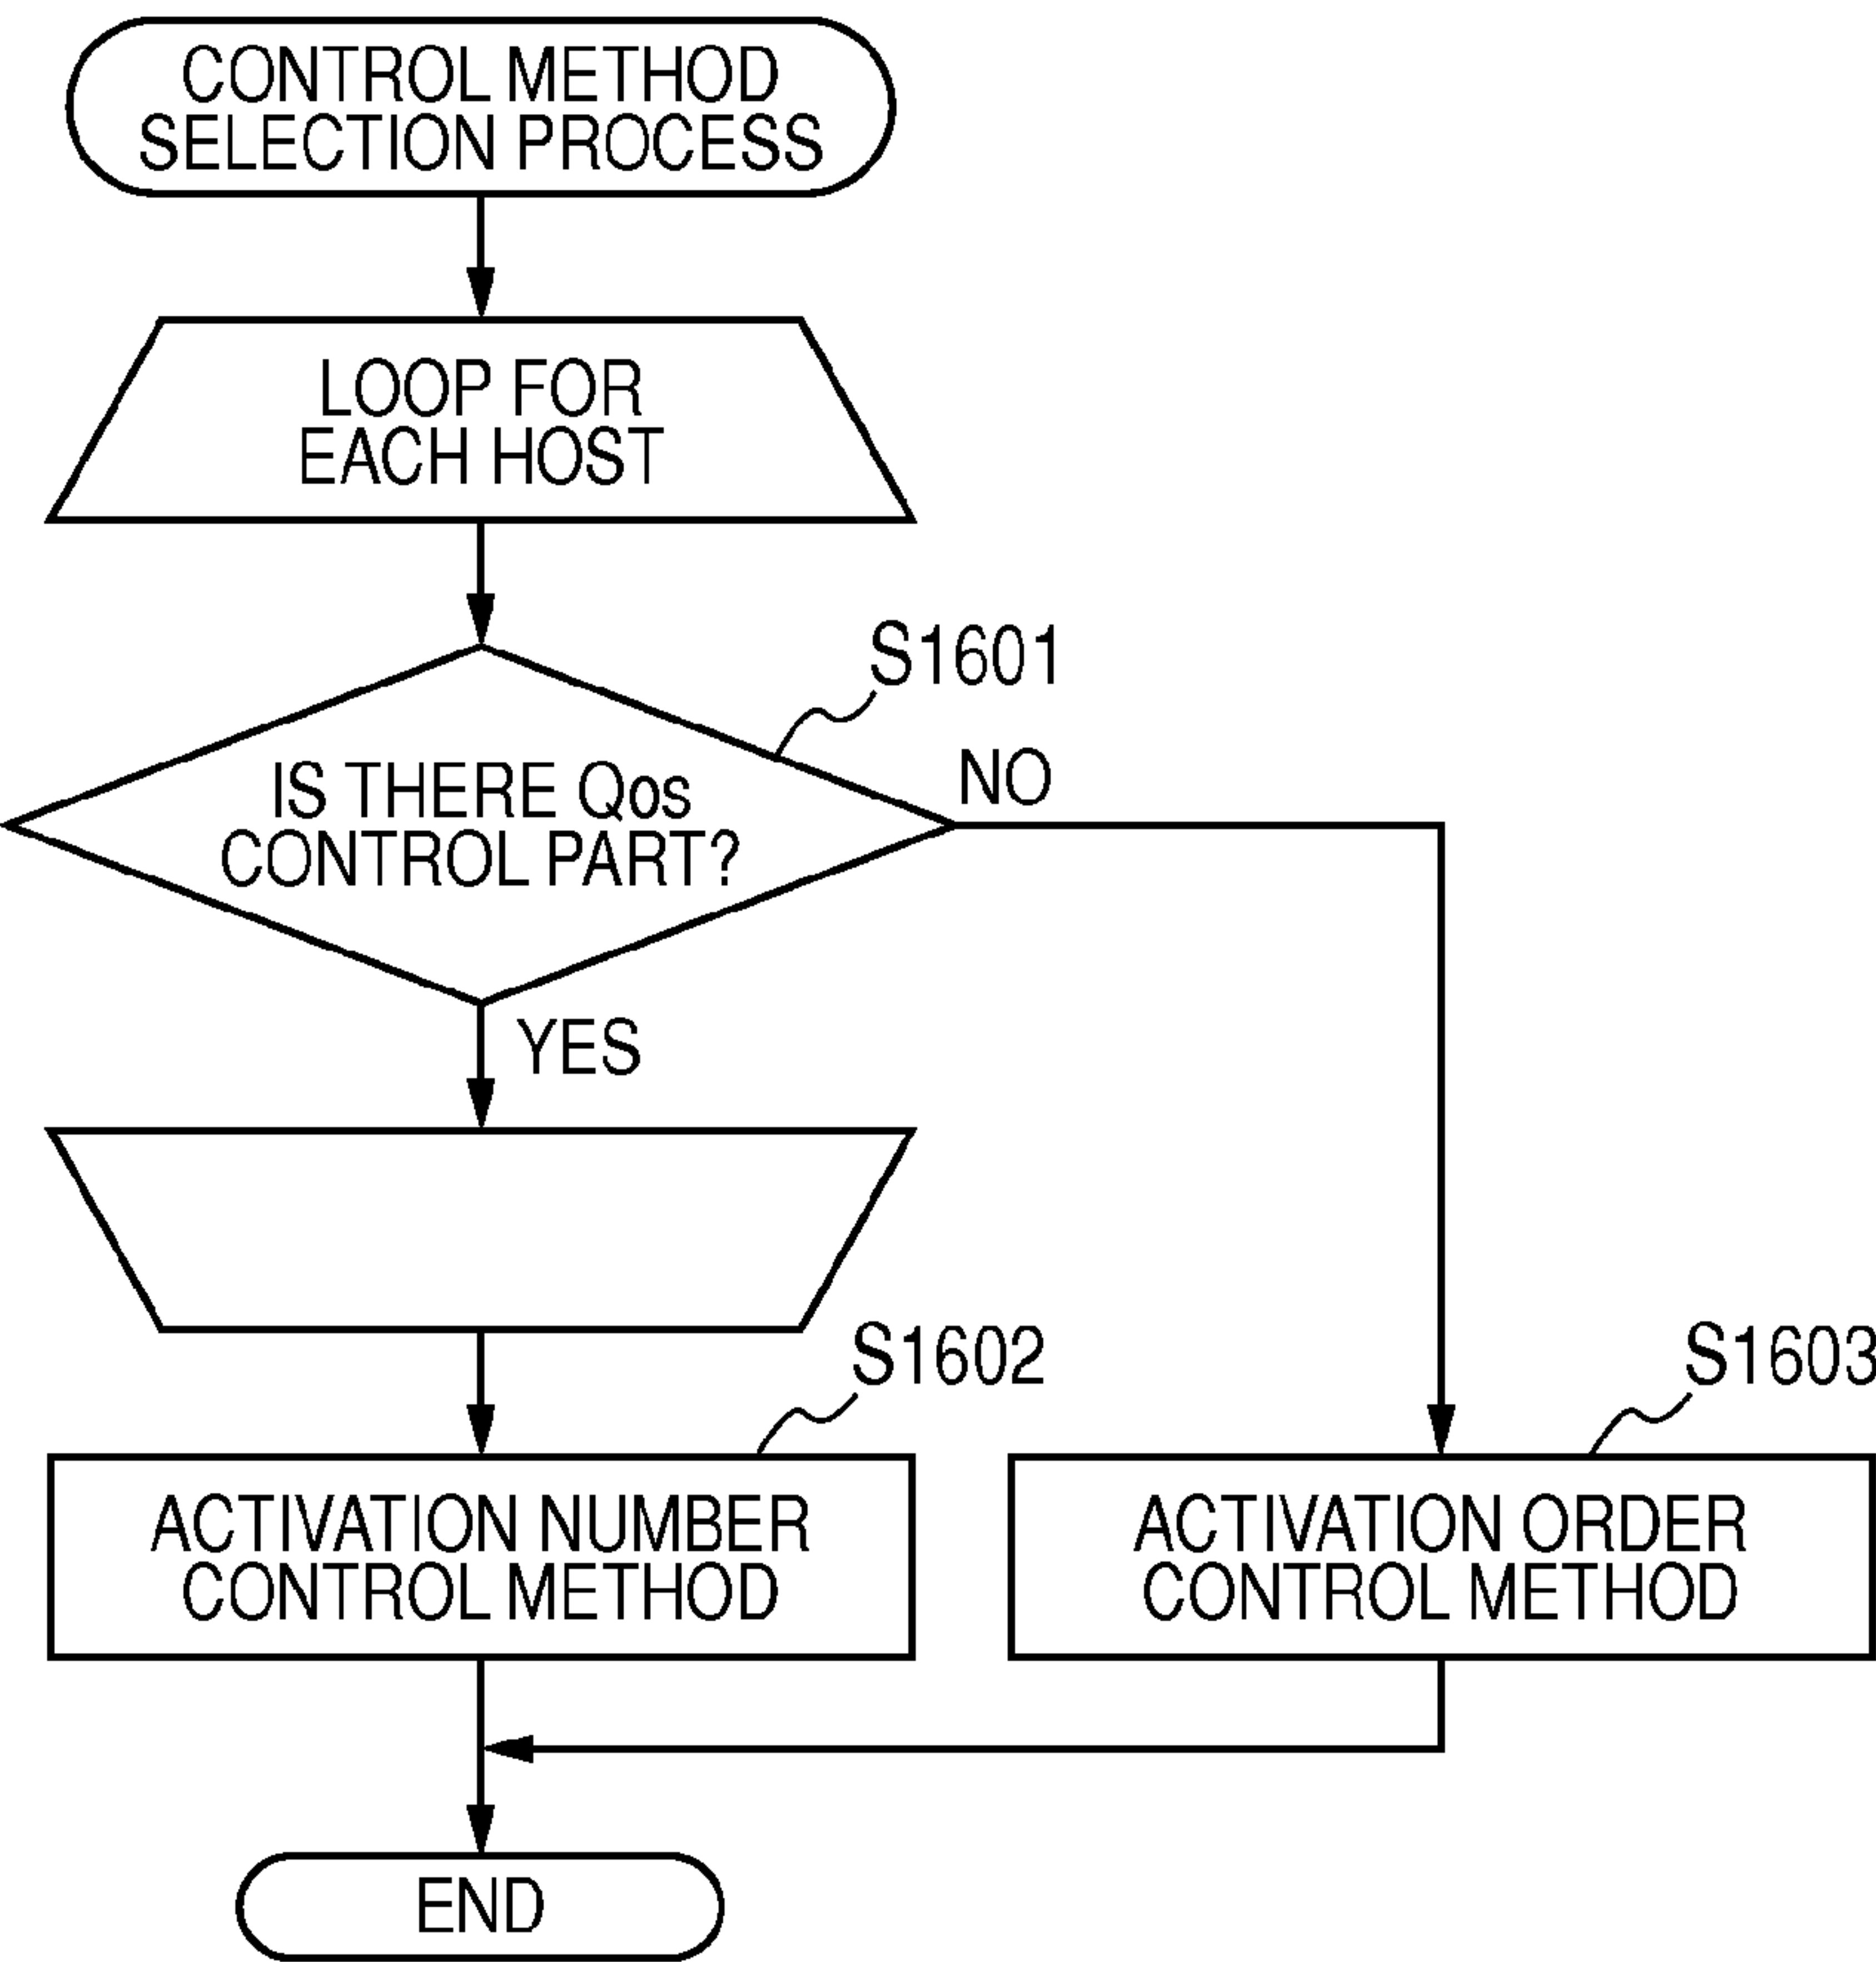 CONTROL METHOD
SELECTION PROCESS
LOOP FOR
EACH HOST
S1601
IS THERE Qos
CONTROL PART?
NO
YES
S1602
S1603
ACTIVATION NUMBER
CONTROL METHOD
ACTIVATION ORDER
CONTROL METHOD
END